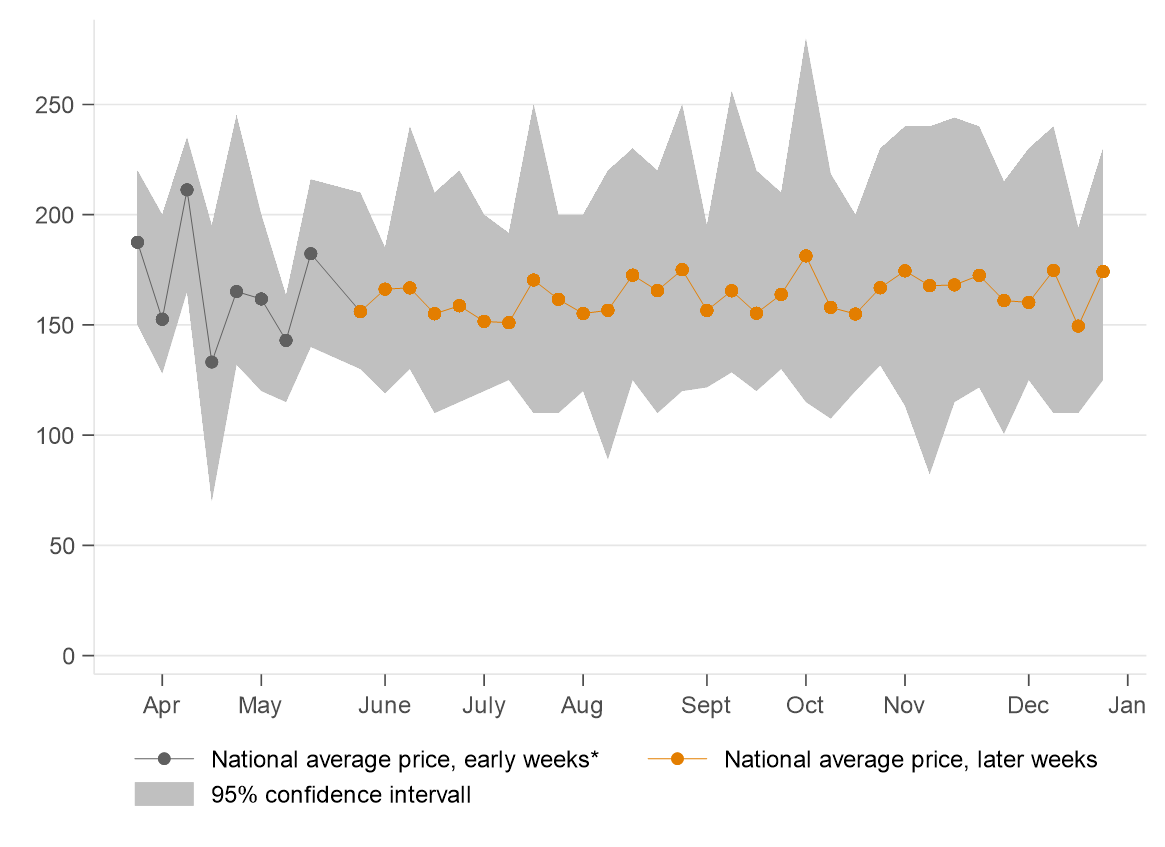 250
200
150
100
50
0
Apr May June July Aug Sept Oct Nov Dec Jan
National average price, early weeks* National average price, later weeks
95% confidence intervall